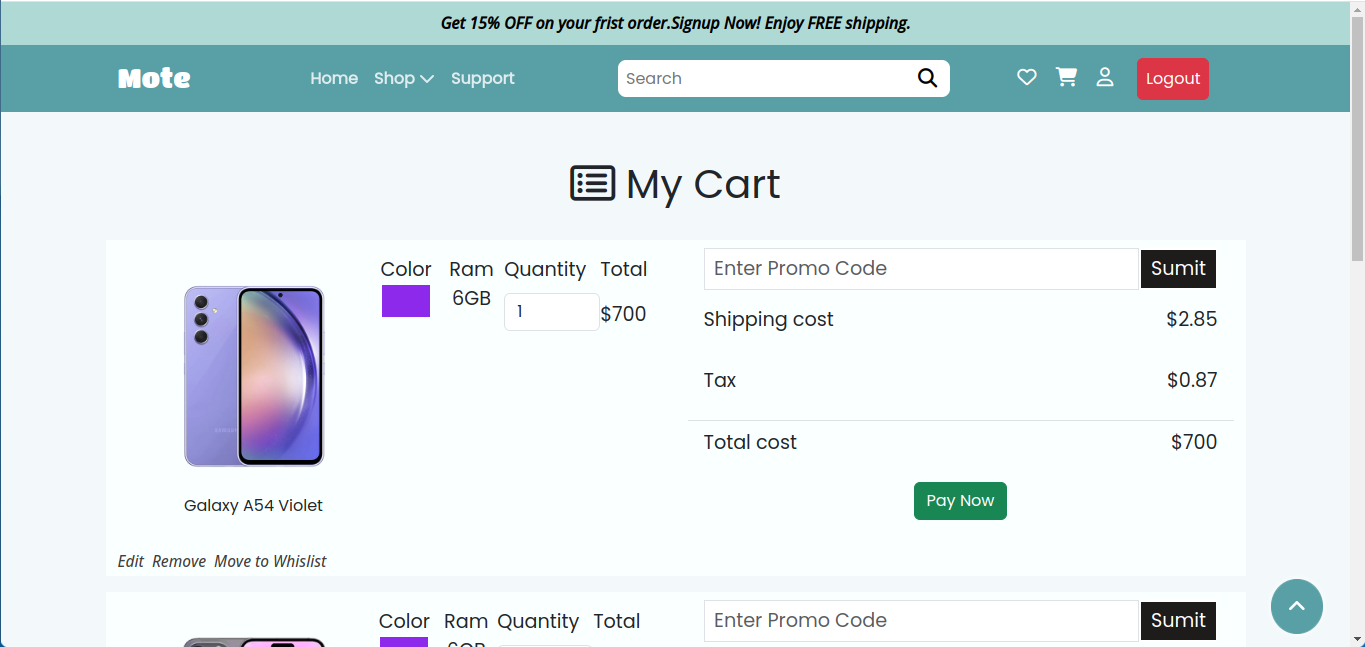 Get 15% OFF on your frist order.Signup Now! Enjoy FREE shipping.
Mote Home Shop Support Search Logout
My Cart
Color Ram Quantity Total
6GB 1 $700
Enter Promo Code Sumit
Shipping cost $2.85
Tax $0.87
Total cost $700
Pay Now
Galaxy A54 Violet
Edit Remove Move to Whislist
Color Ram Quantity Total
6GB
Enter Promo Code Sumit